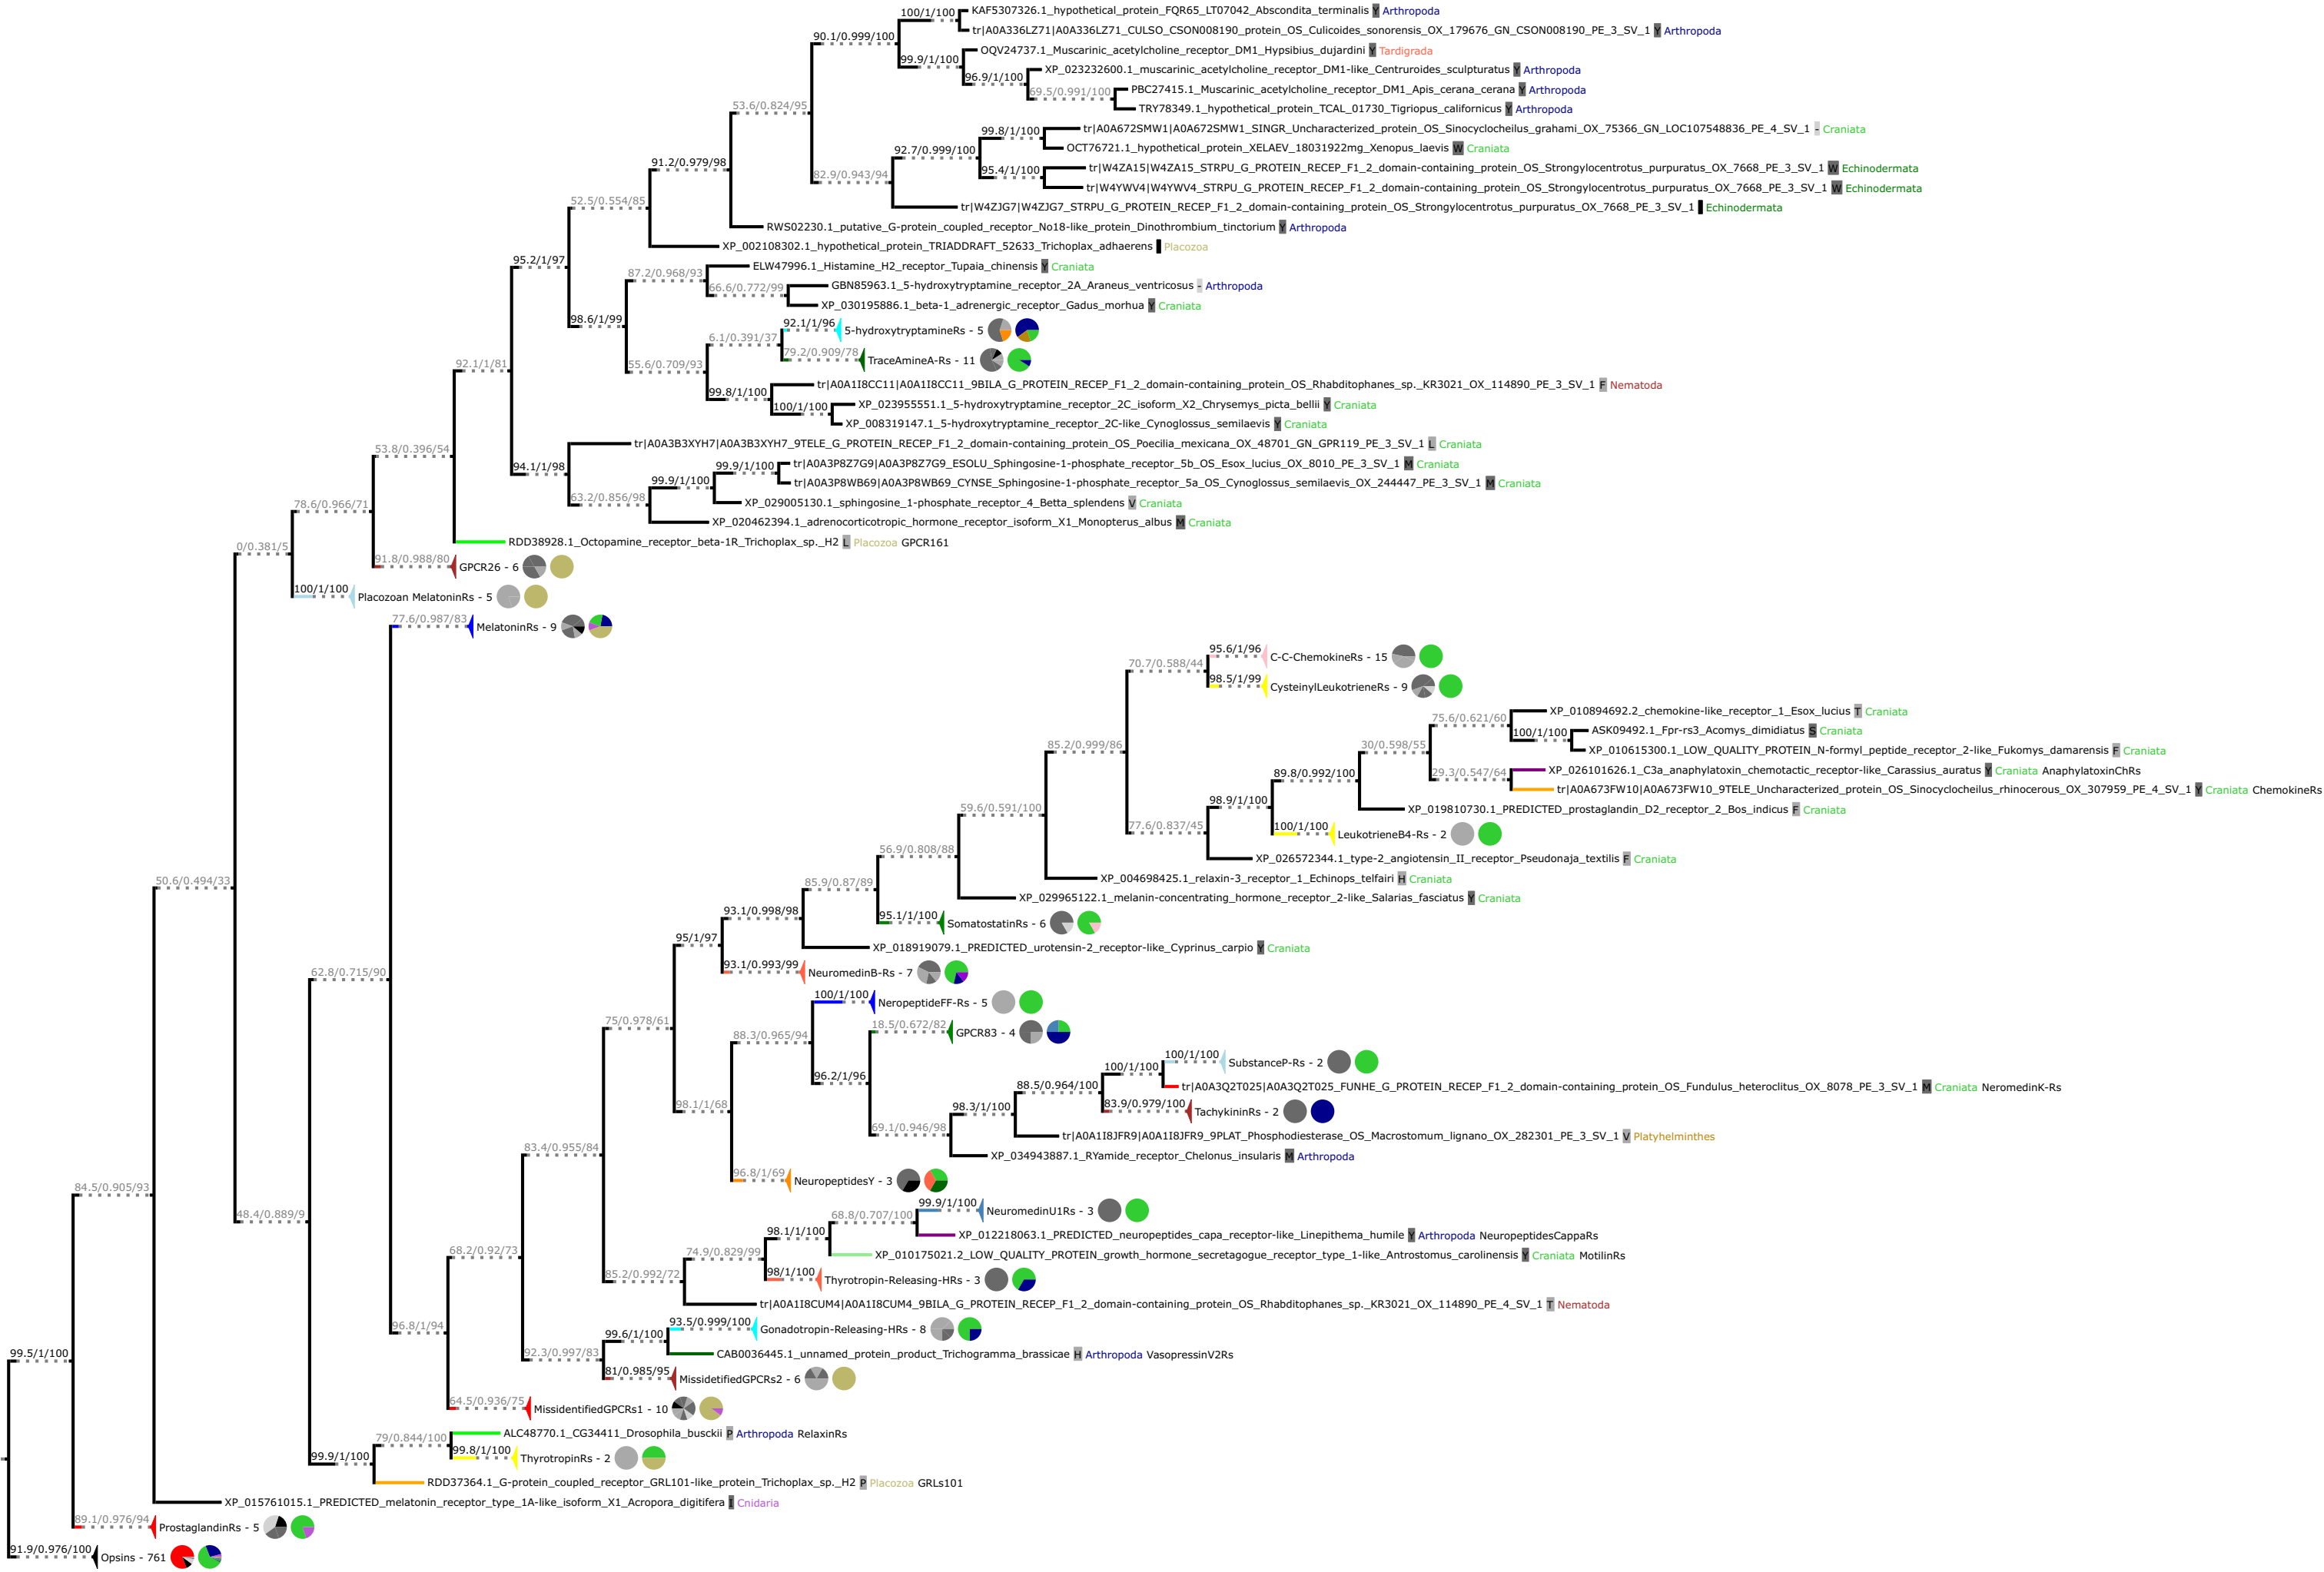 100/1/100
KAF5307326.1_hypothetical_protein_FQR65_LT07042_Abscondita_terminalis Y Arthropoda
tr|A0A336LZ71|A0A336LZ71_CULSO_CSON008190_protein_OS_Culicoides_sonorensis_OX_179676_GN_CSON008190_PE_3_SV_1 Y Arthropoda
90.1/0.999/100
OQV24737.1_Muscarinic_acetylcholine_receptor_DM1_Hypsibius_dujardini Y Tardigrada
99.9/1/100
XP_023232600.1_muscarinic_acetylcholine_receptor_DM1-like_Centruroides_sculpturatus Y Arthropoda
96.9/1/100
PBC27415.1_Muscarinic_acetylcholine_receptor_DM1_Apis_cerana_cerana Y Arthropoda
69.5/0.991/100
TRY78349.1_hypothetical_protein_TCAL_01730_Tigriopus_californicus Y Arthropoda
53.6/0.824/95
99.8/1/100
tr|A0A672SMW1|A0A672SMW1_SINGR_Uncharacterized_protein_OS_Sinocyclocheilus_grahami_OX_75366_GN_LOC107548836_PE_4_SV_1 - Craniata
OCT76721.1_hypothetical_protein_XELAEV_18031922mg_Xenopus_laevis W Craniata
92.7/0.999/100
tr|W4ZA15|W4ZA15_STRPU_G_PROTEIN_RECEP_F1_2_domain-containing_protein_OS_Strongylocentrotus_purpuratus_OX_7668_PE_3_SV_1 W Echinodermata
95.4/1/100
tr|W4YWV4|W4YWV4_STRPU_G_PROTEIN_RECEP_F1_2_domain-containing_protein_OS_Strongylocentrotus_purpuratus_OX_7668_PE_3_SV_1 W Echinodermata
82.9/0.943/94
tr|W4ZJG7|W4ZJG7_STRPU_G_PROTEIN_RECEP_F1_2_domain-containing_protein_OS_Strongylocentrotus_purpuratus_OX_7668_PE_3_SV_1 Echinodermata
91.2/0.979/98
RWS02230.1_putative_G-protein_coupled_receptor_No18-like_protein_Dinothrombium_tinctorium Y Arthropoda
52.5/0.554/85
XP_002108302.1_hypothetical_protein_TRIADDRAFT_52633_Trichoplax_adhaerens Placozoa
95.2/1/97
ELW47996.1_Histamine_H2_receptor_Tupaia_chinensis Y Craniata
87.2/0.968/93
GBN85963.1_5-hydroxytryptamine_receptor_2A_Araneus_ventricosus - Arthropoda
66.6/0.772/99
XP_030195886.1_beta-1_adrenergic_receptor_Gadus_morhua Y Craniata
98.6/1/99
92.1/1/96
5-hydroxytryptamineRs - 5
6.1/0.391/37
79.2/0.909/78
TraceAmineA-Rs - 11
55.6/0.709/93
tr|A0A1I8CC11|A0A1I8CC11_9BILA_G_PROTEIN_RECEP_F1_2_domain-containing_protein_OS_Rhabditophanes_sp._KR3021_OX_114890_PE_3_SV_1 F Nematoda
99.8/1/100
100/1/100
XP_023955551.1_5-hydroxytryptamine_receptor_2C_isoform_X2_Chrysemys_picta_bellii Y Craniata
XP_008319147.1_5-hydroxytryptamine_receptor_2C-like_Cynoglossus_semilaevis Y Craniata
92.1/1/81
tr|A0A3B3XYH7|A0A3B3XYH7_9TELE_G_PROTEIN_RECEP_F1_2_domain-containing_protein_OS_Poecilia_mexicana_OX_48701_GN_GPR119_PE_3_SV_1 L Craniata
94.1/1/98
99.9/1/100
tr|A0A3P8Z7G9|A0A3P8Z7G9_ESOLU_Sphingosine-1-phosphate_receptor_5b_OS_Esox_lucius_OX_8010_PE_3_SV_1 M Craniata
tr|A0A3P8WB69|A0A3P8WB69_CYNSE_Sphingosine-1-phosphate_receptor_5a_OS_Cynoglossus_semilaevis_OX_244447_PE_3_SV_1 M Craniata
99.9/1/100
XP_029005130.1_sphingosine_1-phosphate_receptor_4_Betta_splendens V Craniata
63.2/0.856/98
XP_020462394.1_adrenocorticotropic_hormone_receptor_isoform_X1_Monopterus_albus M Craniata
53.8/0.396/54
RDD38928.1_Octopamine_receptor_beta-1R_Trichoplax_sp._H2 L Placozoa GPCR161
78.6/0.966/71
91.8/0.988/80
GPCR26 - 6
0/0.381/5
100/1/100
Placozoan MelatoninRs - 5
77.6/0.987/83
MelatoninRs - 9
95.6/1/96
C-C-ChemokineRs - 15
70.7/0.588/44
98.5/1/99
CysteinylLeukotrieneRs - 9
XP_010894692.2_chemokine-like_receptor_1_Esox_lucius T Craniata
75.6/0.621/60
100/1/100
ASK09492.1_Fpr-rs3_Acomys_dimidiatus S Craniata
XP_010615300.1_LOW_QUALITY_PROTEIN_N-formyl_peptide_receptor_2-like_Fukomys_damarensis F Craniata
85.2/0.999/86
30/0.598/55
29.3/0.547/64
XP_026101626.1_C3a_anaphylatoxin_chemotactic_receptor-like_Carassius_auratus Y Craniata AnaphylatoxinChRs
89.8/0.992/100
tr|A0A673FW10|A0A673FW10_9TELE_Uncharacterized_protein_OS_Sinocyclocheilus_rhinocerous_OX_307959_PE_4_SV_1 Y Craniata ChemokineRs
98.9/1/100
XP_019810730.1_PREDICTED_prostaglandin_D2_receptor_2_Bos_indicus F Craniata
59.6/0.591/100
77.6/0.837/45
100/1/100
LeukotrieneB4-Rs - 2
56.9/0.808/88
XP_026572344.1_type-2_angiotensin_II_receptor_Pseudonaja_textilis F Craniata
XP_004698425.1_relaxin-3_receptor_1_Echinops_telfairi H Craniata
50.6/0.494/33
85.9/0.87/89
XP_029965122.1_melanin-concentrating_hormone_receptor_2-like_Salarias_fasciatus Y Craniata
93.1/0.998/98
95.1/1/100
SomatostatinRs - 6
95/1/97
XP_018919079.1_PREDICTED_urotensin-2_receptor-like_Cyprinus_carpio Y Craniata
62.8/0.715/90
93.1/0.993/99
NeuromedinB-Rs - 7
100/1/100
NeropeptideFF-Rs - 5
75/0.978/61
88.3/0.965/94
18.5/0.672/82
GPCR83 - 4
100/1/100
SubstanceP-Rs - 2
100/1/100
96.2/1/96
88.5/0.964/100
tr|A0A3Q2T025|A0A3Q2T025_FUNHE_G_PROTEIN_RECEP_F1_2_domain-containing_protein_OS_Fundulus_heteroclitus_OX_8078_PE_3_SV_1 M Craniata NeromedinK-Rs
98.1/1/68
98.3/1/100
83.9/0.979/100
TachykininRs - 2
69.1/0.946/98
tr|A0A1I8JFR9|A0A1I8JFR9_9PLAT_Phosphodiesterase_OS_Macrostomum_lignano_OX_282301_PE_3_SV_1 V Platyhelminthes
83.4/0.955/84
XP_034943887.1_RYamide_receptor_Chelonus_insularis M Arthropoda
96.8/1/69
NeuropeptidesY - 3
84.5/0.905/93
99.9/1/100
NeuromedinU1Rs - 3
48.4/0.889/9
68.8/0.707/100
98.1/1/100
XP_012218063.1_PREDICTED_neuropeptides_capa_receptor-like_Linepithema_humile Y Arthropoda NeuropeptidesCappaRs
68.2/0.92/73
74.9/0.829/99
XP_010175021.2_LOW_QUALITY_PROTEIN_growth_hormone_secretagogue_receptor_type_1-like_Antrostomus_carolinensis Y Craniata MotilinRs
85.2/0.992/72
98/1/100
Thyrotropin-Releasing-HRs - 3
tr|A0A1I8CUM4|A0A1I8CUM4_9BILA_G_PROTEIN_RECEP_F1_2_domain-containing_protein_OS_Rhabditophanes_sp._KR3021_OX_114890_PE_4_SV_1 T Nematoda
96.8/1/94
93.5/0.999/100
Gonadotropin-Releasing-HRs - 8
99.6/1/100
92.3/0.997/83
CAB0036445.1_unnamed_protein_product_Trichogramma_brassicae H Arthropoda VasopressinV2Rs
99.5/1/100
81/0.985/95
MissidetifiedGPCRs2 - 6
64.5/0.936/75
MissidentifiedGPCRs1 - 10
79/0.844/100
ALC48770.1_CG34411_Drosophila_busckii P Arthropoda RelaxinRs
99.9/1/100
99.8/1/100
ThyrotropinRs - 2
RDD37364.1_G-protein_coupled_receptor_GRL101-like_protein_Trichoplax_sp._H2 P Placozoa GRLs101
XP_015761015.1_PREDICTED_melatonin_receptor_type_1A-like_isoform_X1_Acropora_digitifera I Cnidaria
89.1/0.976/94
ProstaglandinRs - 5
91.9/0.976/100
Opsins - 761